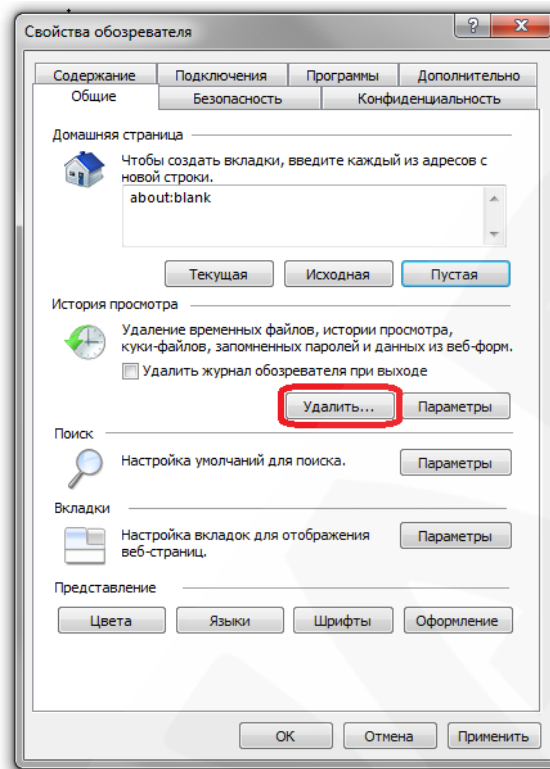 Свойства обозревателя
?
Содержание Подключения Программы Дополнительно
Общие Безопасность Конфиденциальность
Домашняя страница
Чтобы создать вкладки, введите каждый из адресов с
новой строки.
about:blank
Текущая Исходная Пустая
История просмотра
Удаление временных файлов, истории просмотра,
куки-файлов, запомненных паролей и данных из веб-форм.
Удалить журнал обозревателя при выходе
Удалить... Параметры
Поиск
Настройка умолчаний для поиска.
Параметры
Вкладки
Настройка вкладок для отображения
веб-страниц.
Параметры
Представление
Цвета Языки Шрифты Оформление
ОК Отмена Применить